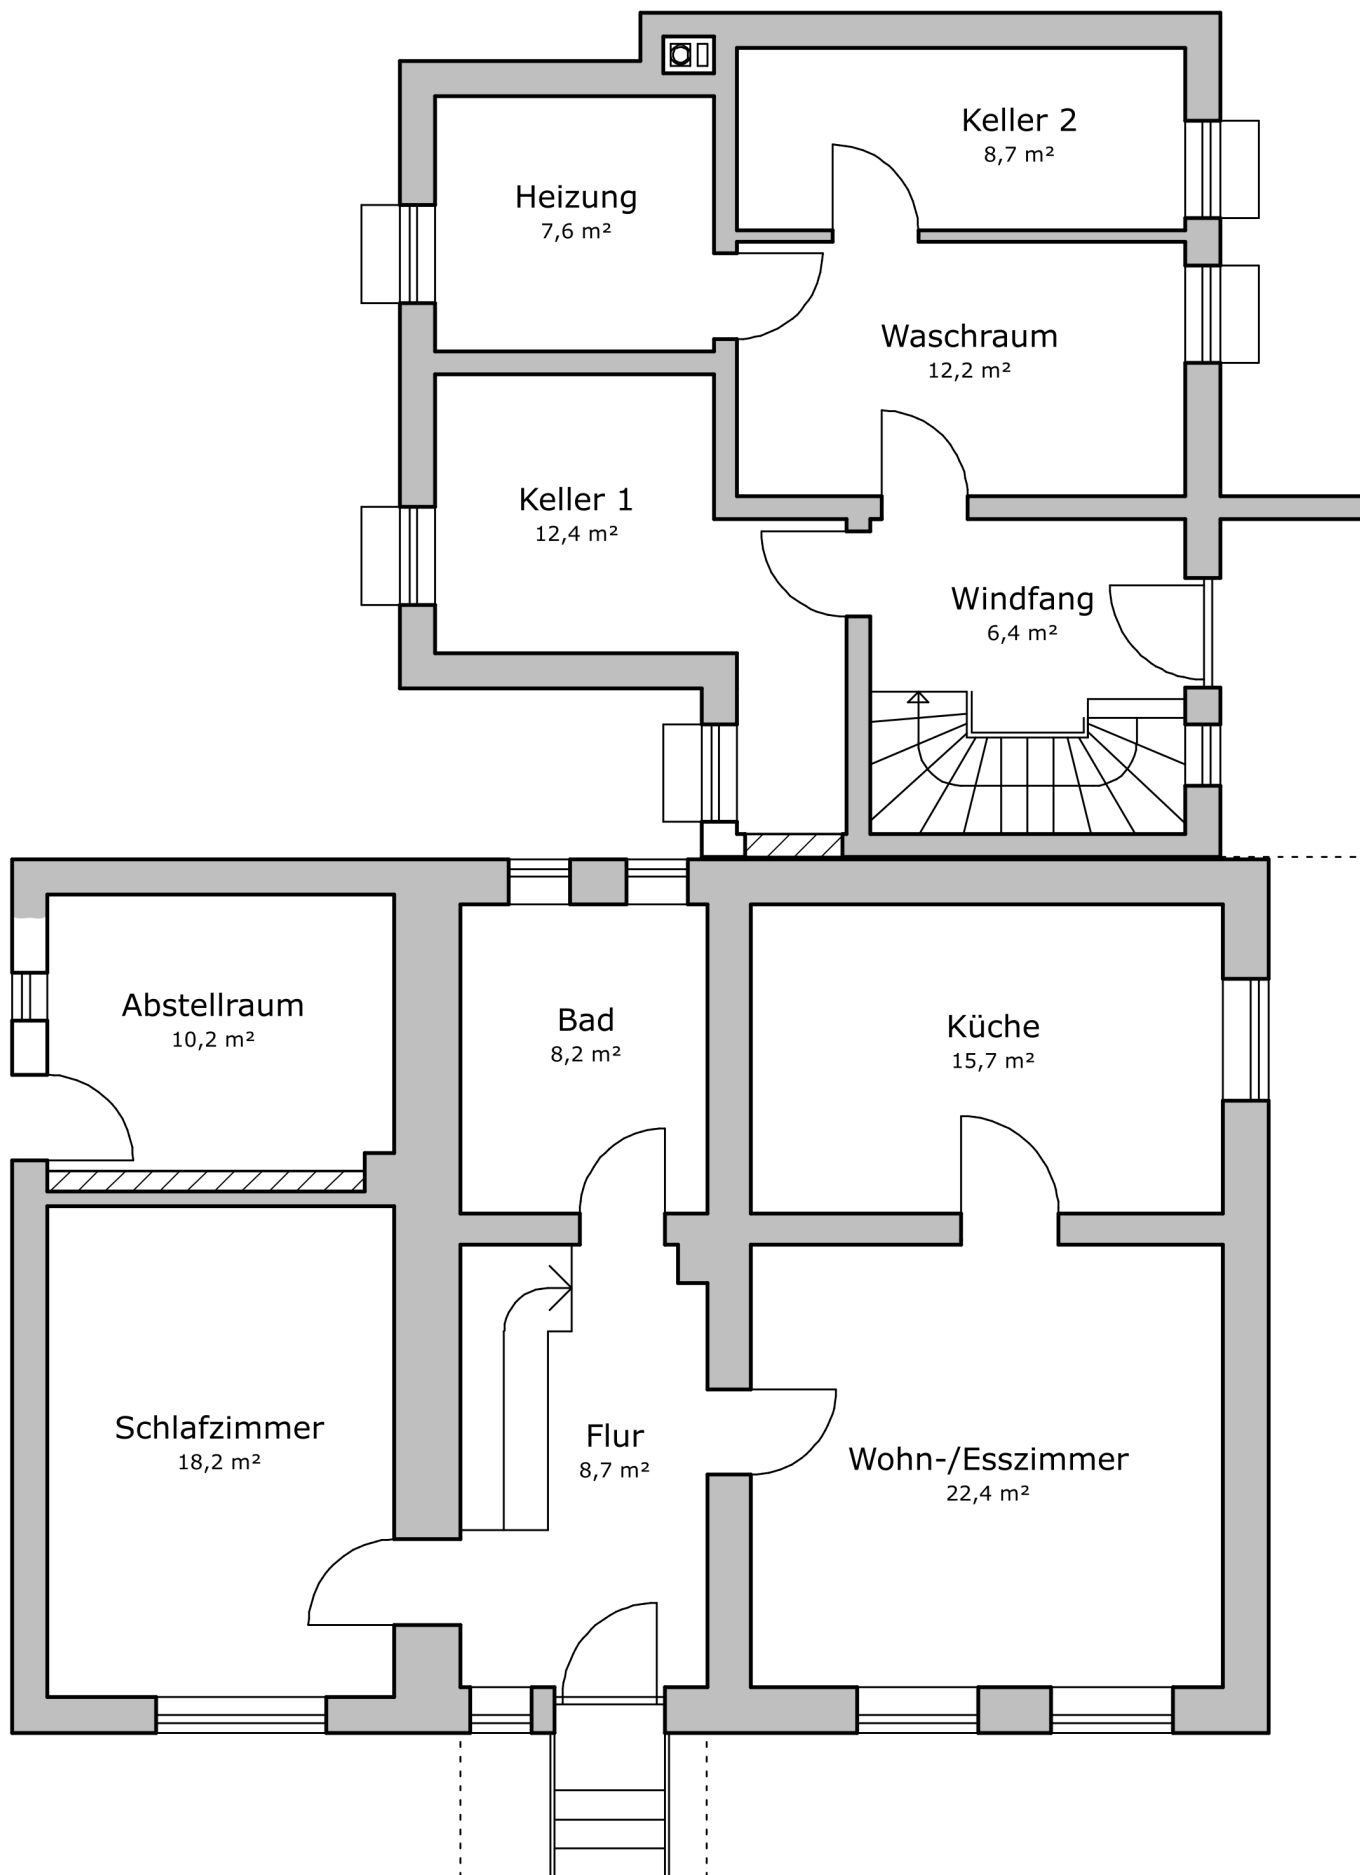 Keller 2
8,7 m²
Heizung
7,6 m²
Waschraum
12,2 m²
Keller 1
12,4 m²
Windfang
6,4 m²
Abstellraum
10,2 m²
Bad
8,2 m²
Küche
15,7 m²
Schlafzimmer
18,2 m²
Flur
8,7 m²
Wohn-/Esszimmer
22,4 m²